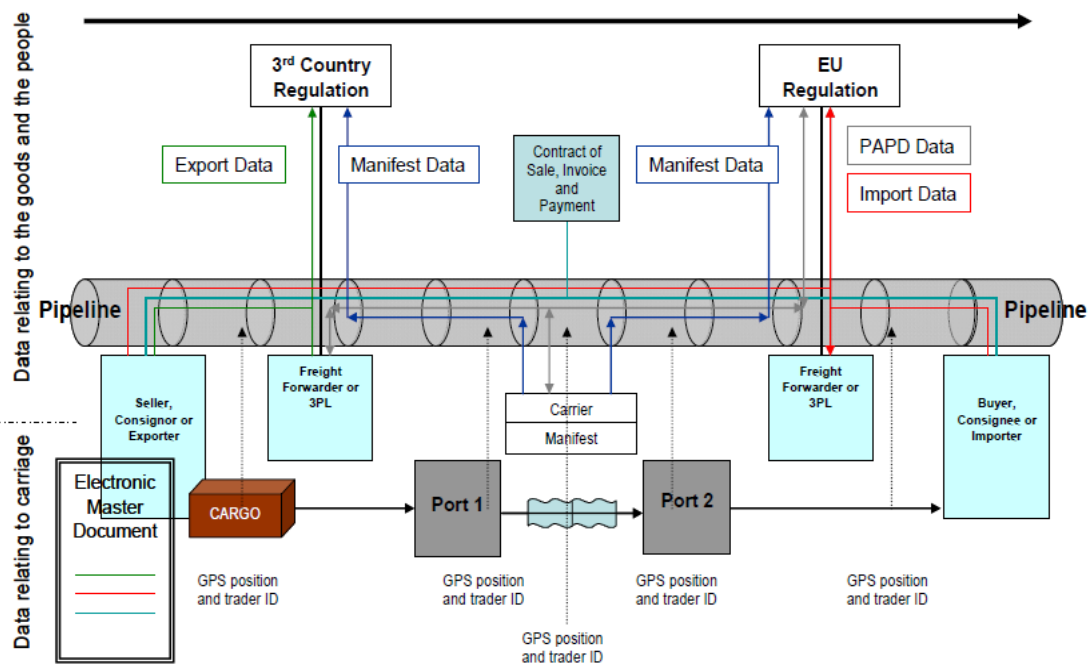 Data relating to the goods and the people
Data relating to carriage
3rd Country
Regulation
EU
Regulation
Export Data
Manifest Data
Contract of
Sale, Invoice
and
Payment
Manifest Data
PAPD Data
Import Data
Pipeline
Pipeline
Seller,
Consignor or
Exporter
Freight
Forwarder or
3PL
Carrier
Manifest
Freight
Forwarder or
3PL
Buyer,
Consignee or
Importer
Electronic
Master
Document
CARGO
Port 1
Port 2
GPS position
and trader ID
GPS position
and trader ID
GPS position
and trader ID
GPS position
and trader ID
GPS position
and trader ID